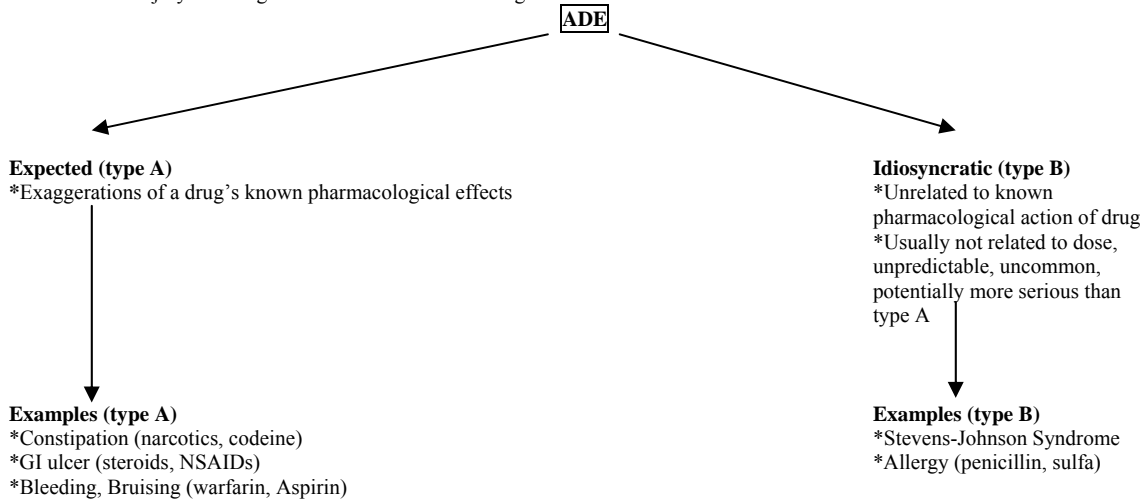 ADE
Expected (type A)
*Exaggerations of a drug's known pharmacological effects
Idiosyncratic (type B)
*Unrelated to known
pharmacological action of drug
*Usually not related to dose,
unpredictable, uncommon,
potentially more serious than
type A
Examples (type A)
*Constipation (narcotics, codeine)
*GI ulcer (steroids, NSAIDs)
*Bleeding, Bruising (warfarin, Aspirin)
Examples (type B)
*Stevens-Johnson Syndrome
*Allergy (penicillin, sulfa)